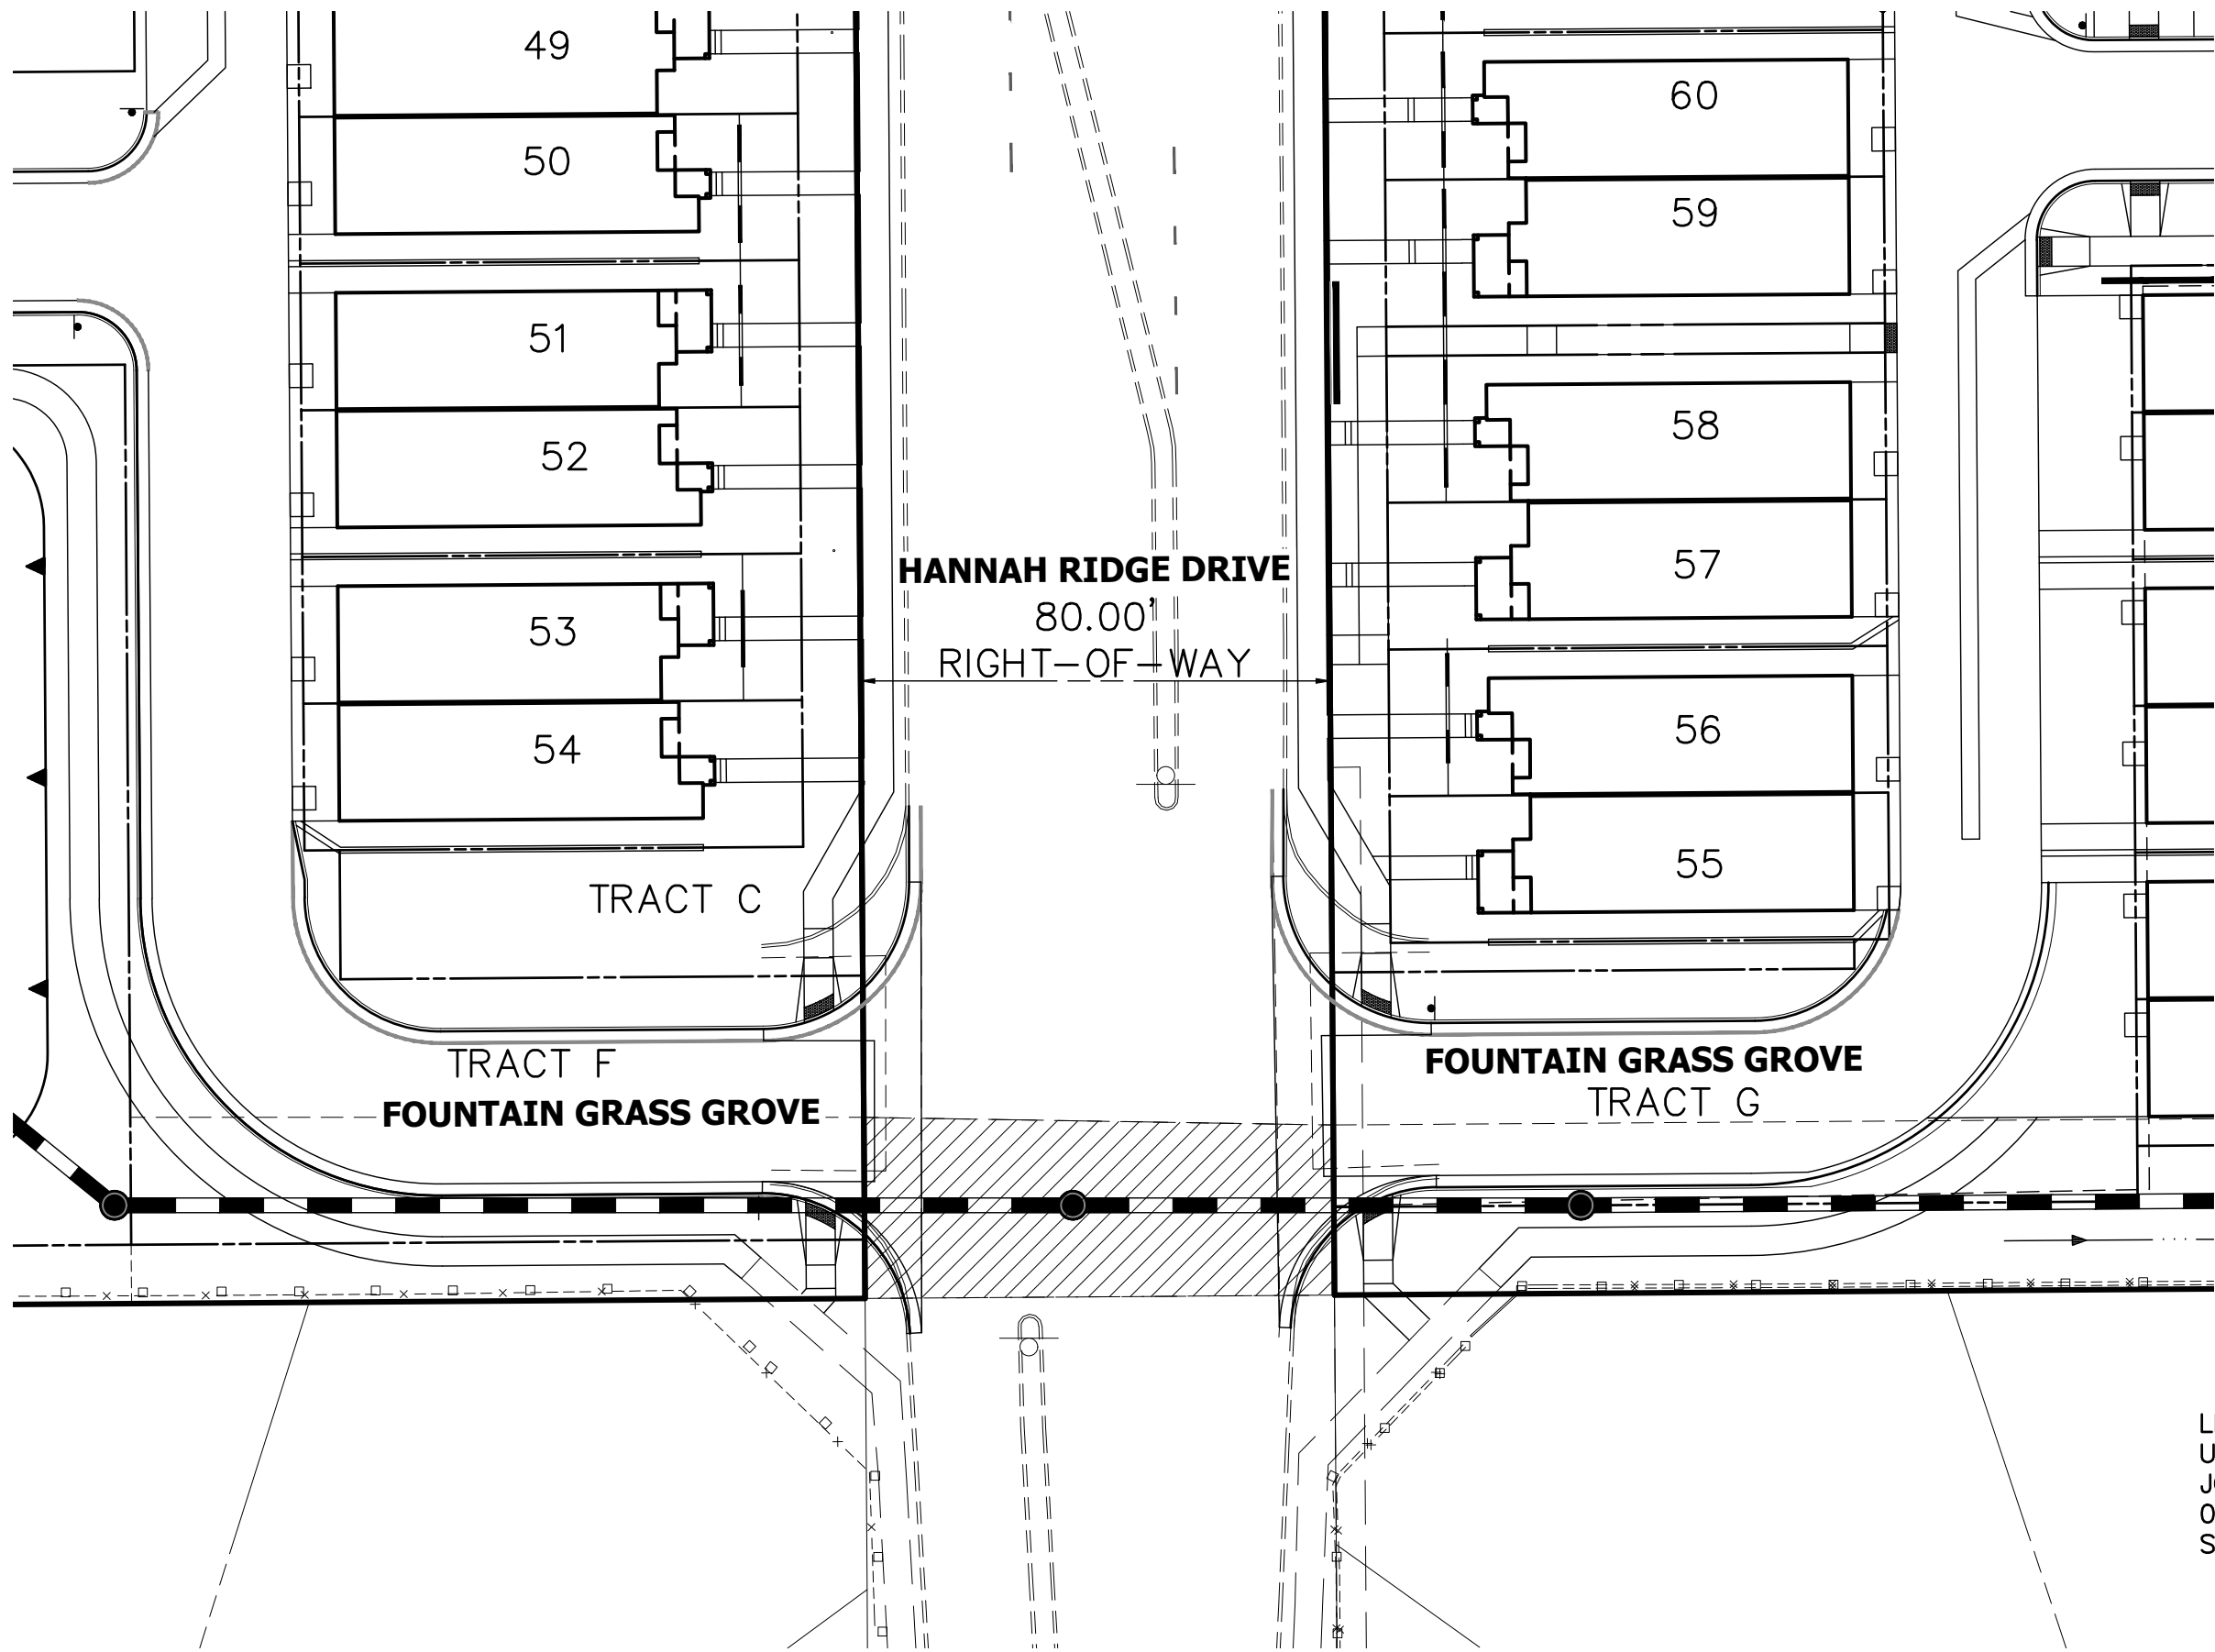 49
50
51
52
53
54
60
59
58
57
56
55
HANNAH RIDGE DRIVE
80.00'
RIGHT-OF-WAY
TRACT C
TRACT F
FOUNTAIN GRASS GROVE
FOUNTAIN GRASS GROVE
TRACT G